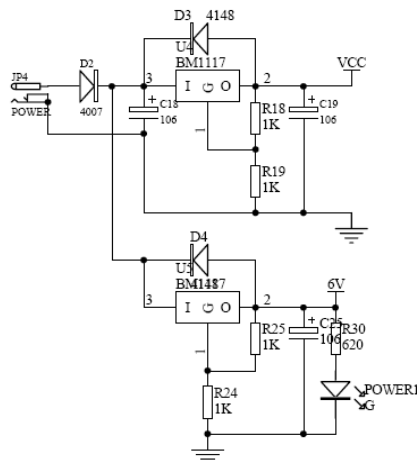 D3 4148
U4
BM1117
VCC
JP4
D2
3
I G O
2
POWER
4007
C18
106
R18
1K
C19
106
1
R19
1K
D4
U5
3
I G O
2
6V
1
R25
1K
C25
106
R30
620
R24
1K
POWER1
G